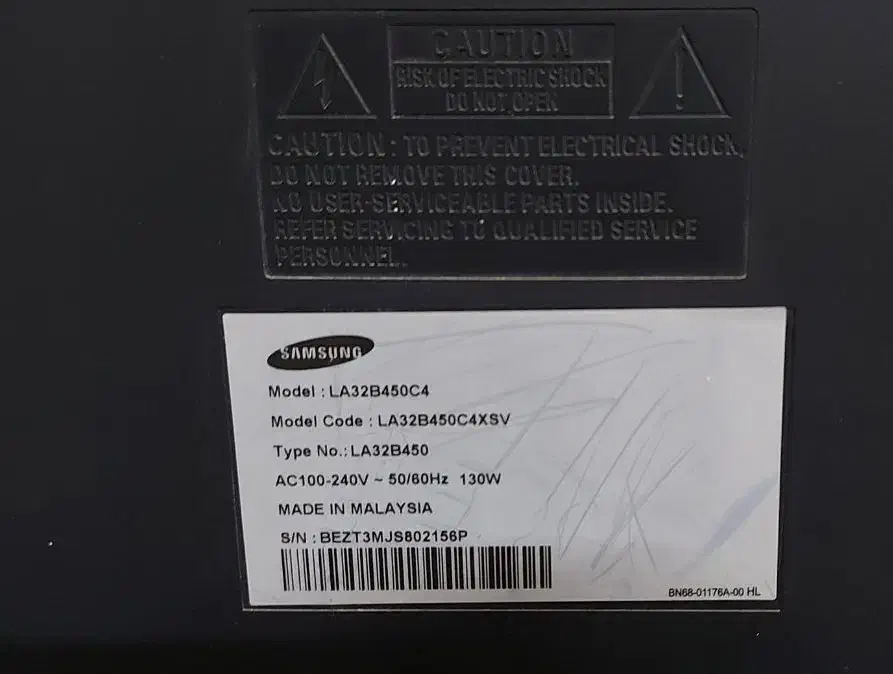 CAUTION
RISK OF ELECTRIC SHOCK
DO NOT OPEN
CAUTION : TO PREVENT ELECTRICAL SHOCK,
DO NOT REMOVE THIS COVER.
NO USER-SERVICEABLE PARTS INSIDE.
REFER SERVICING TO QUALIFIED SERVICE
PERSONNEL.
SAMSUNG
Model : LA32B450C4
Model Code : LA32B450C4XSV
Type No.: LA32B450
AC100-240V ~ 50/60Hz 130W
MADE IN MALAYSIA
S/N : BEZT3MJS802156P
BN68-01176A-00 HL